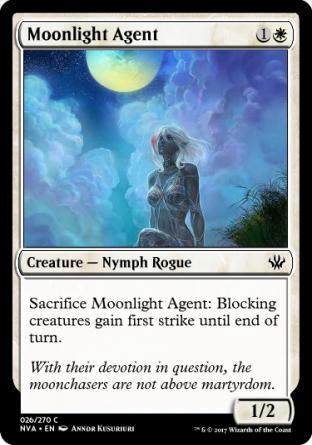 Moonlight Agent 1
Creature — Nymph Rogue
Sacrifice Moonlight Agent: Blocking
creatures gain first strike until end of
turn.
With their devotion in question, the
moonchasers are not above martyrdom.
1/2
026/270 C
NVA • EN Anndr Kusuriuri
™ & © 2017 Wizards of the Coast